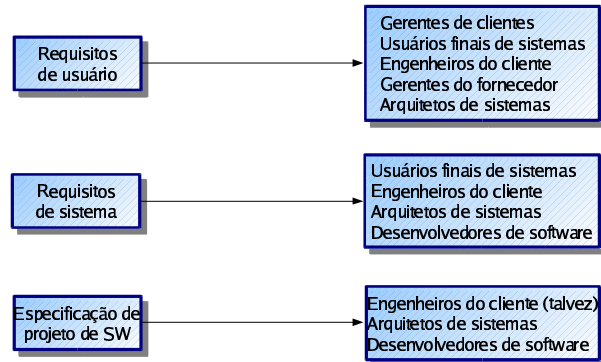 Requisitos
de usuário
Gerentes de clientes
Usuários finais de sistemas
Engenheiros do cliente
Gerentes do fornecedor
Arquitetos de sistemas
Requisitos
de sistema
Usuários finais de sistemas
Engenheiros do cliente
Arquitetos de sistemas
Desenvolvedores de software
Especificação de
projeto de SW
Engenheiros do cliente (talvez)
Arquitetos de sistemas
Desenvolvedores de software